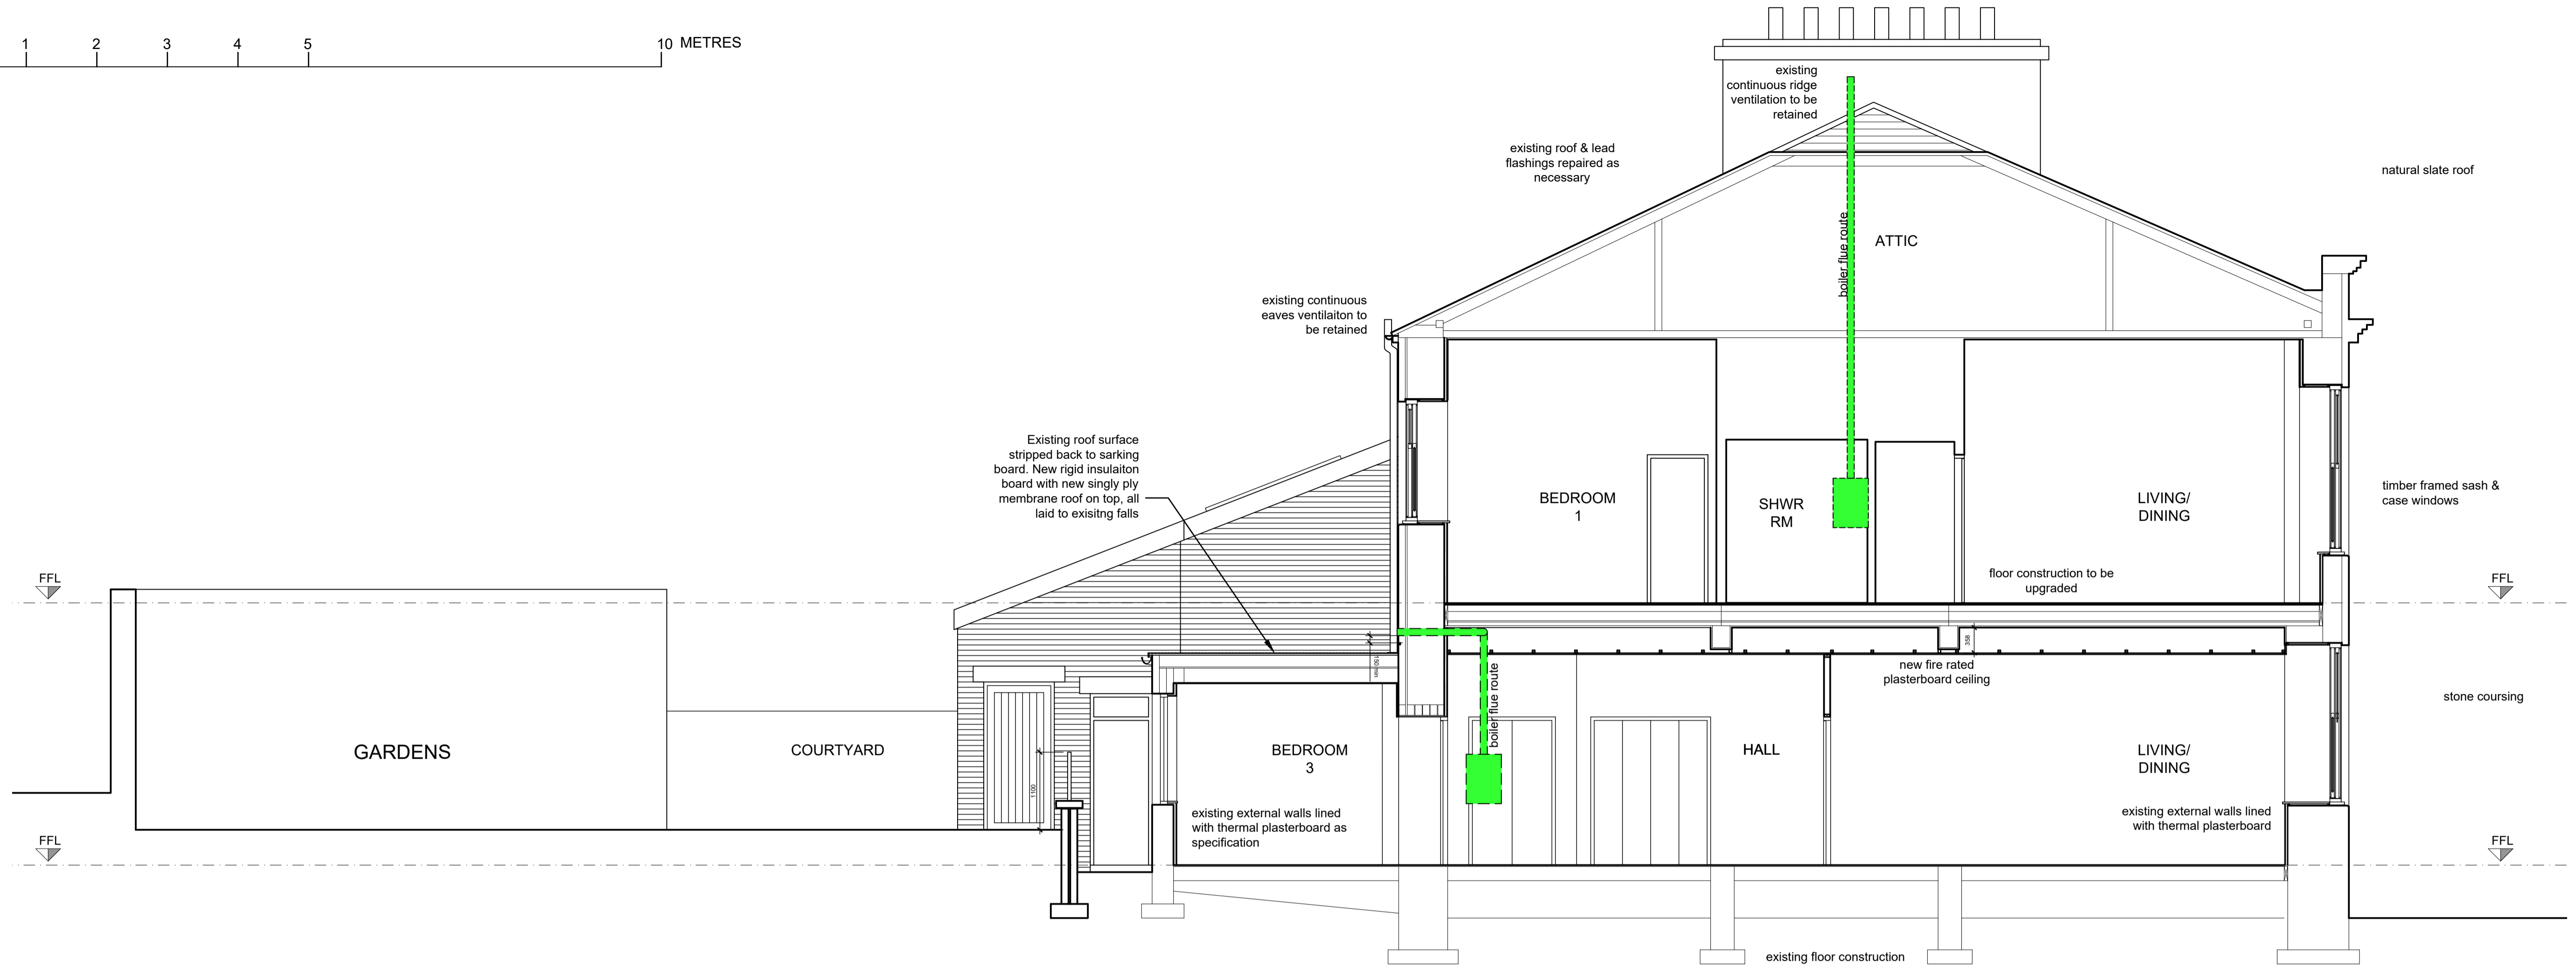 1 2 3 4 5 10 METRES
existing
continuous ridge
ventilation to be
retained
existing roof & lead
flashings repaired as
necessary
natural slate roof
boiler flue route
ATTIC
existing continuous
eaves ventilaiton to
be retained
Existing roof surface
stripped back to sarking
board. New rigid insulaiton
board with new singly ply
membrane roof on top, all
laid to exisitng falls
BEDROOM
1
SHWR
RM
LIVING/
DINING
timber framed sash &
case windows
floor construction to be
upgraded
FFL
FFL
150 min
358
new fire rated
plasterboard ceiling
boiler flue route
stone coursing
GARDENS
COURTYARD
1100
BEDROOM
3
HALL
LIVING/
DINING
existing external walls lined
with thermal plasterboard as
specification
existing external walls lined
with thermal plasterboard
FFL
FFL
existing floor construction